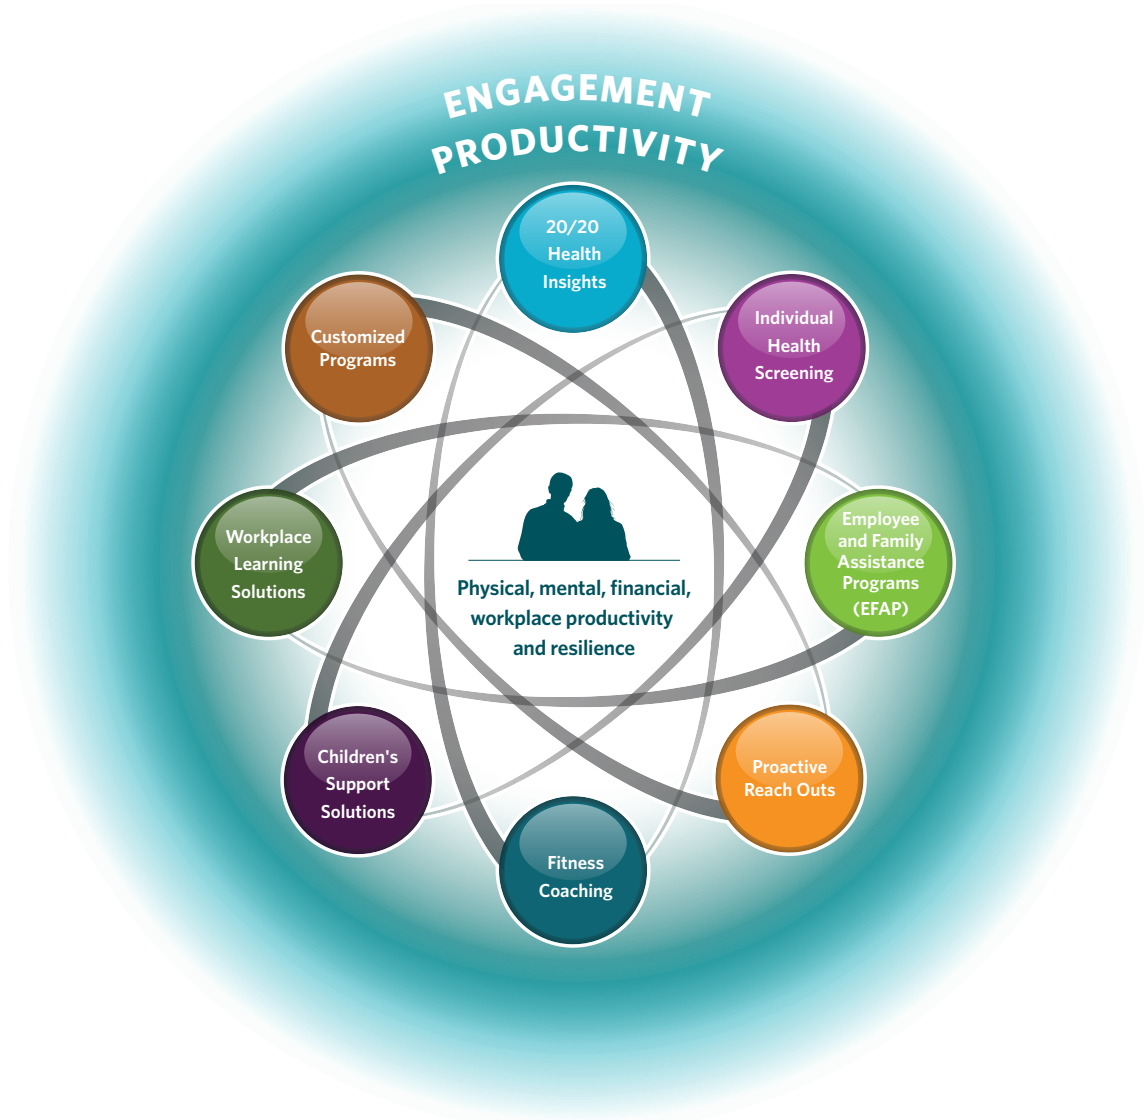 ENGAGEMENT
PRODUCTIVITY
20/20
Health
Insights
Individual
Health
Screening
Employee
and Family
Assistance
Programs
(EFAP)
Proactive
Reach Outs
Fitness
Coaching
Children's
Support
Solutions
Workplace
Learning
Solutions
Customized
Programs
Physical, mental, financial,
workplace productivity
and resilience